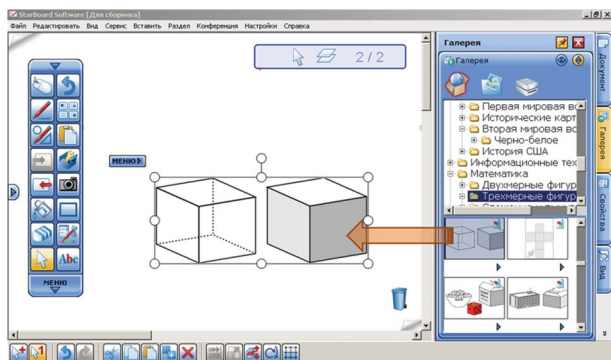 StarBoard Software [Для сборника]
Файл Редактировать Вид Сервис Вставить Раздел Конференция Настройки Справка
2/2
МЕНЮ
Abc
МЕНЮ
Галерея
Галерея
Первая мировая во
Исторические карт
Вторая мировая во
Черно-белое
История США
Информационные тех
Математика
Двухмерные фигур
Трехмерные фигур
Документ
Галерея
Свойства
Вид